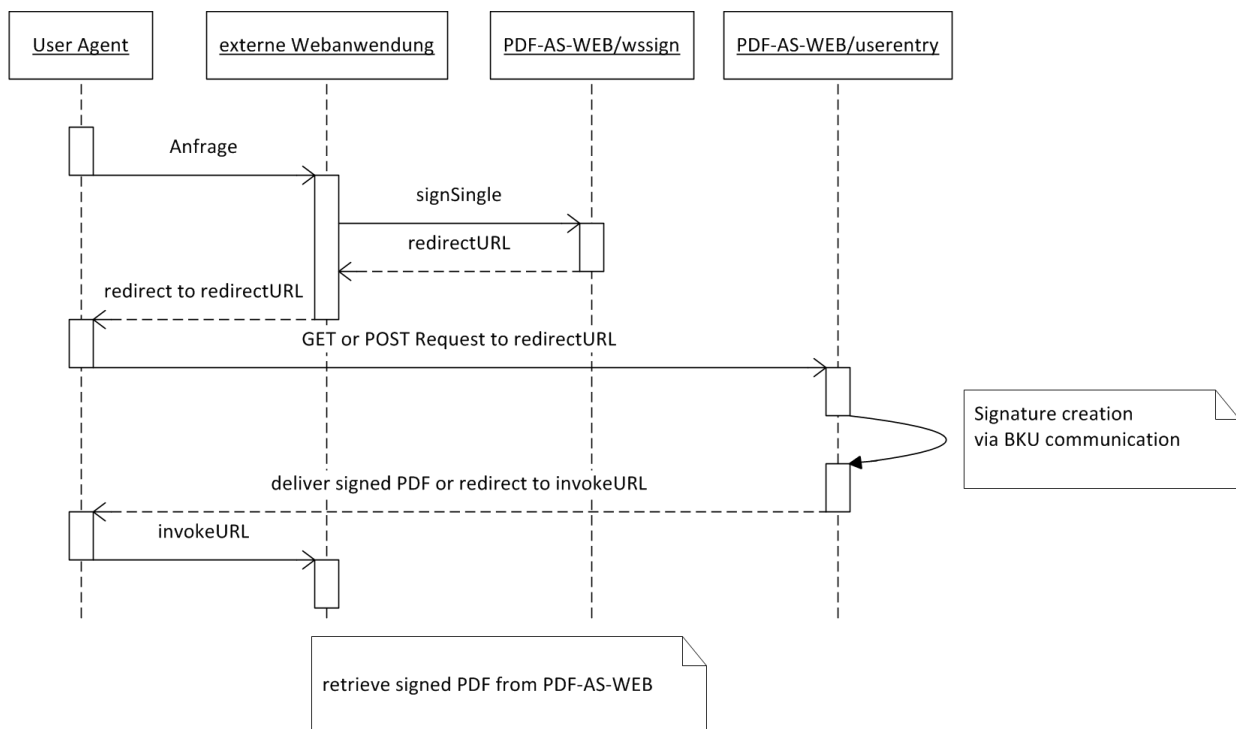 User Agent
externe Webanwendung
PDF-AS-WEB/wssign
PDF-AS-WEB/userentry
Anfrage
signSingle
redirectURL
redirect to redirectURL
GET or POST Request to redirectURL
Signature creation
via BKU communication
deliver signed PDF or redirect to invokeURL
invokeURL
retrieve signed PDF from PDF-AS-WEB